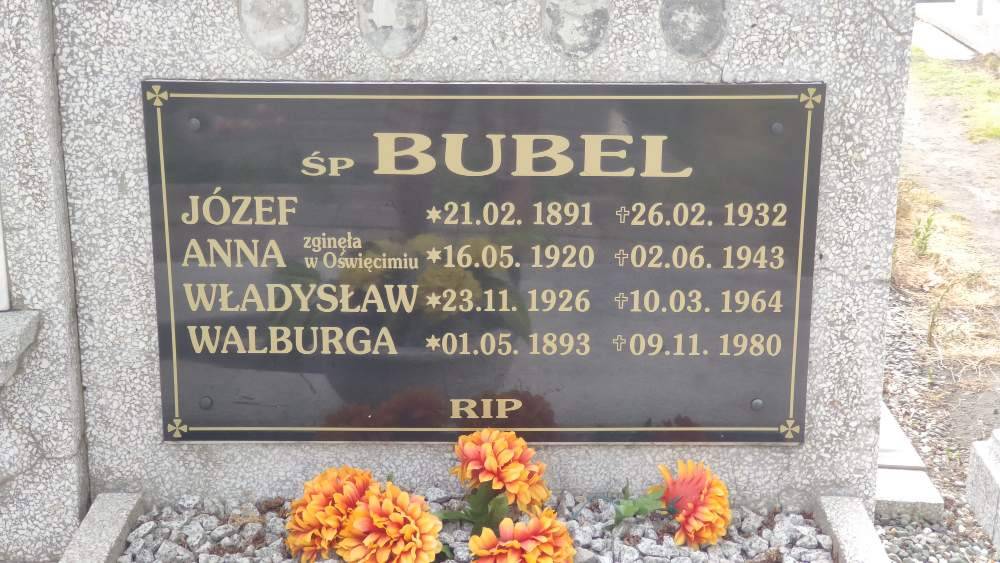 ŚP BUBEL
JÓZEF ✶21.02.1891 ✝26.02.1932
ANNA zginęła w Oświęcimiu ✶16.05.1920 ✝02.06.1943
WŁADYSŁAW ✶23.11.1926 ✝10.03.1964
WALBURGA ✶01.05.1893 ✝09.11.1980
RIP